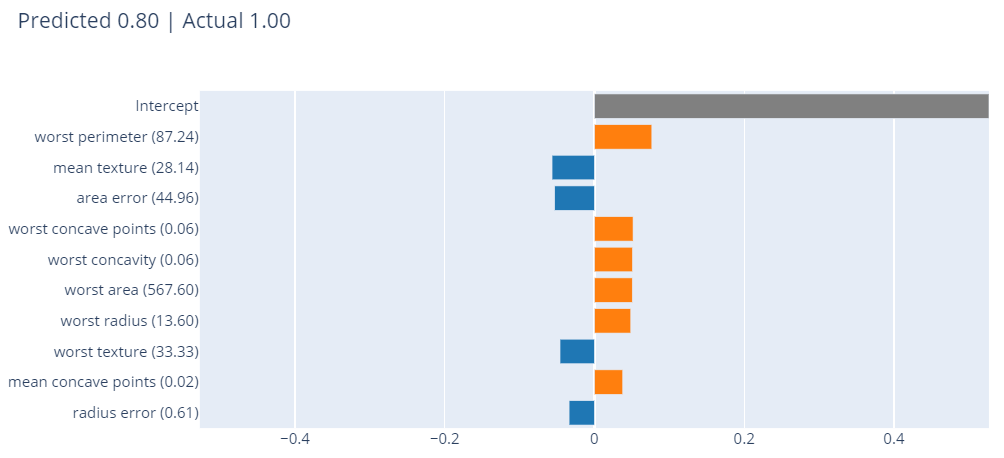 Predicted 0.80 | Actual 1.00
Intercept
worst perimeter (87.24)
mean texture (28.14)
area error (44.96)
worst concave points (0.06)
worst concavity (0.06)
worst area (567.60)
worst radius (13.60)
worst texture (33.33)
mean concave points (0.02)
radius error (0.61)
−0.4 −0.2 0 0.2 0.4